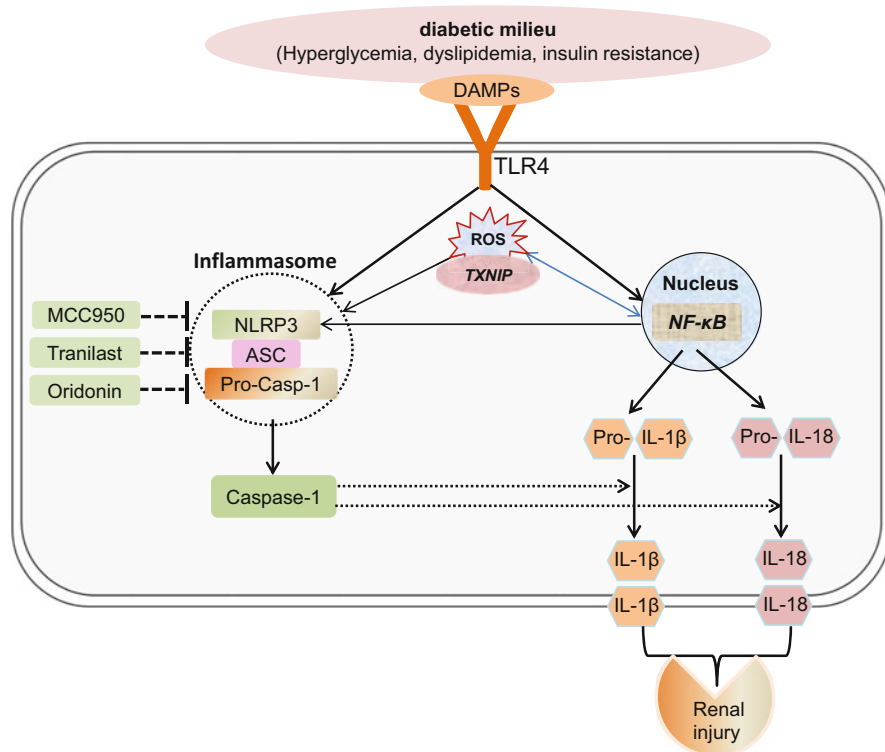 diabetic milieu
(Hyperglycemia, dyslipidemia, insulin resistance)
DAMPs
TLR4
ROS
TXNIP
Inflammasome
Nucleus
NF-κB
MCC950
Tranilast
Oridonin
NLRP3
ASC
Pro-Casp-1
Pro- IL-1β
Pro- IL-18
Caspase-1
IL-1β
IL-18
IL-1β
IL-18
Renal
injury